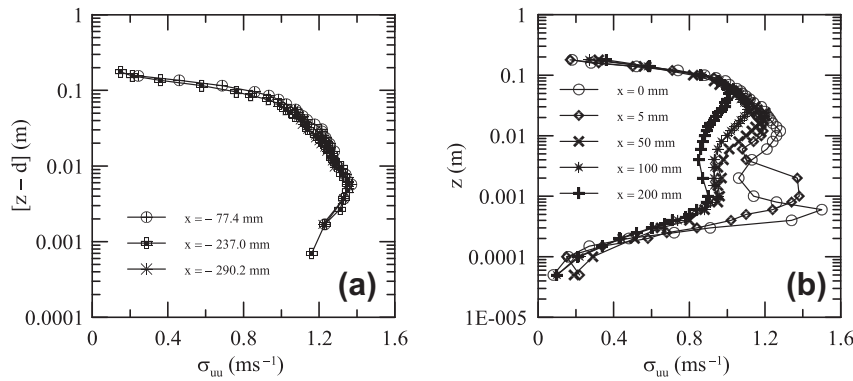 1
0.1
0.01
0.001
0.0001
[z – d] (m)
x = – 77.4 mm
x = – 237.0 mm
x = – 290.2 mm
(a)
0 0.4 0.8 1.2 1.6
σuu (ms⁻¹)
1
0.1
0.01
0.001
0.0001
1E-005
z (m)
x = 0 mm
x = 5 mm
x = 50 mm
x = 100 mm
x = 200 mm
(b)
0 0.4 0.8 1.2 1.6
σuu (ms⁻¹)